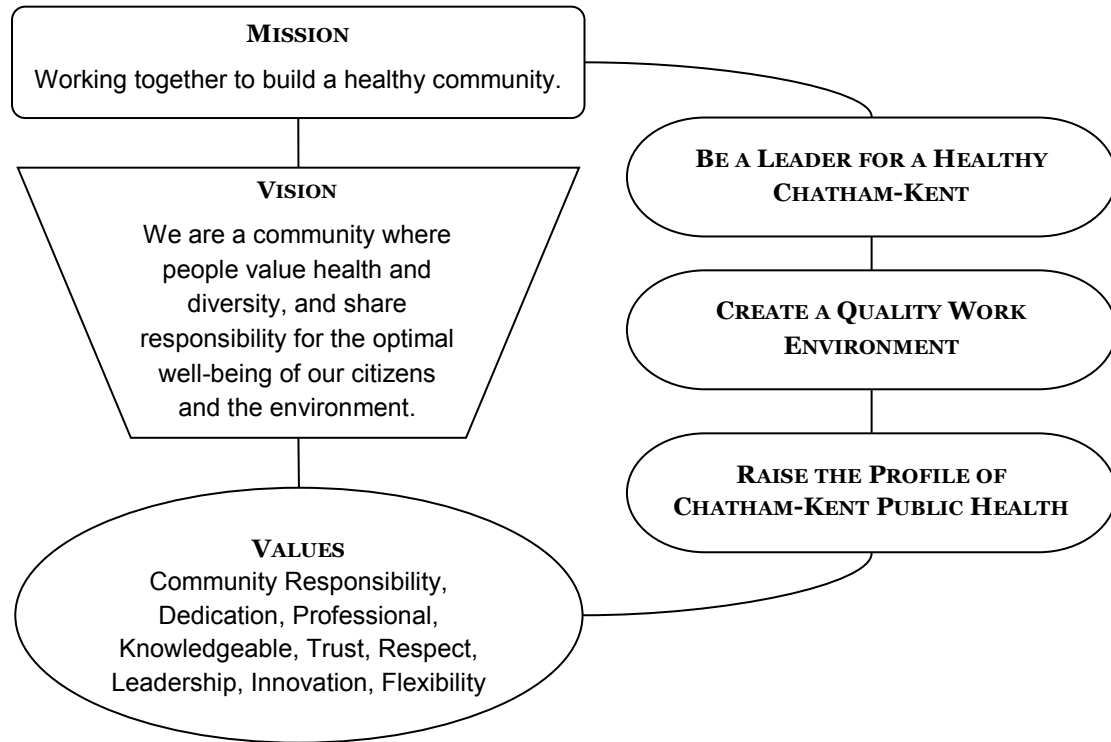 MISSION
Working together to build a healthy community.
VISION
We are a community where
people value health and
diversity, and share
responsibility for the optimal
well-being of our citizens
and the environment.
VALUES
Community Responsibility,
Dedication, Professional,
Knowledgeable, Trust, Respect,
Leadership, Innovation, Flexibility
BE A LEADER FOR A HEALTHY
CHATHAM-KENT
CREATE A QUALITY WORK
ENVIRONMENT
RAISE THE PROFILE OF
CHATHAM-KENT PUBLIC HEALTH